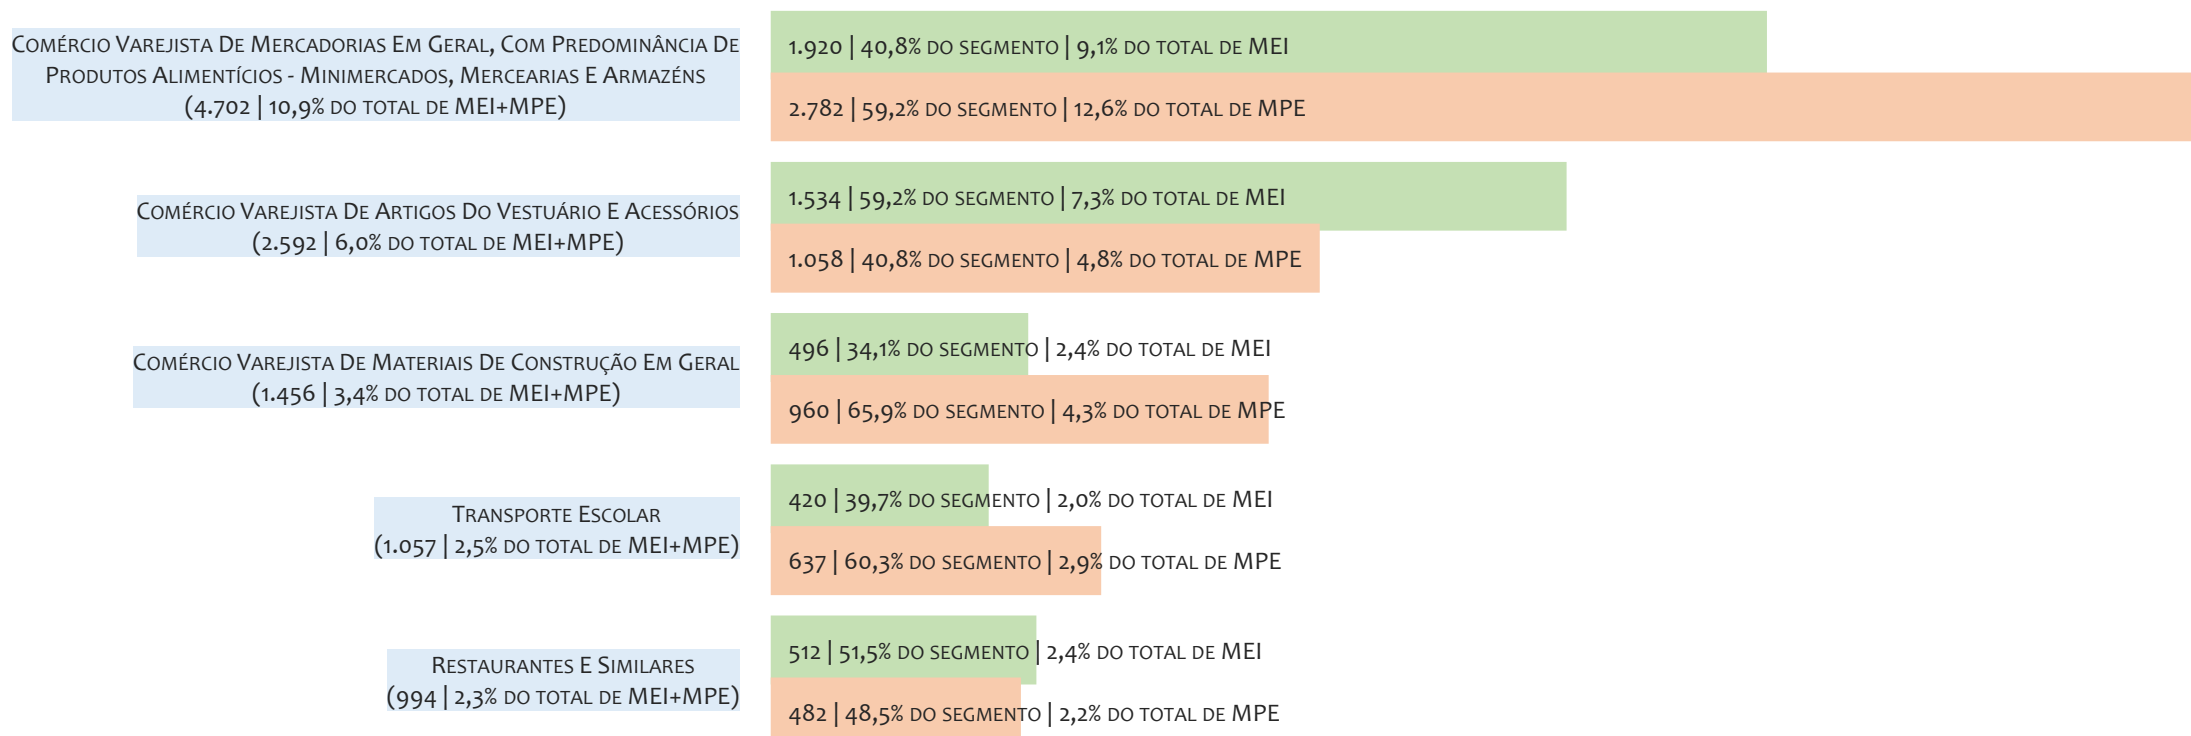 Comércio Varejista De Mercadorias Em Geral, Com Predominância De
Produtos Alimentícios - Minimercados, Mercearias E Armazéns
(4.702 | 10,9% do total de MEI+MPE)
1.920 | 40,8% do segmento | 9,1% do total de MEI
2.782 | 59,2% do segmento | 12,6% do total de MPE
Comércio Varejista De Artigos Do Vestuário E Acessórios
(2.592 | 6,0% do total de MEI+MPE)
1.534 | 59,2% do segmento | 7,3% do total de MEI
1.058 | 40,8% do segmento | 4,8% do total de MPE
Comércio Varejista De Materiais De Construção Em Geral
(1.456 | 3,4% do total de MEI+MPE)
496 | 34,1% do segmento | 2,4% do total de MEI
960 | 65,9% do segmento | 4,3% do total de MPE
Transporte Escolar
(1.057 | 2,5% do total de MEI+MPE)
420 | 39,7% do segmento | 2,0% do total de MEI
637 | 60,3% do segmento | 2,9% do total de MPE
Restaurantes E Similares
(994 | 2,3% do total de MEI+MPE)
512 | 51,5% do segmento | 2,4% do total de MEI
482 | 48,5% do segmento | 2,2% do total de MPE